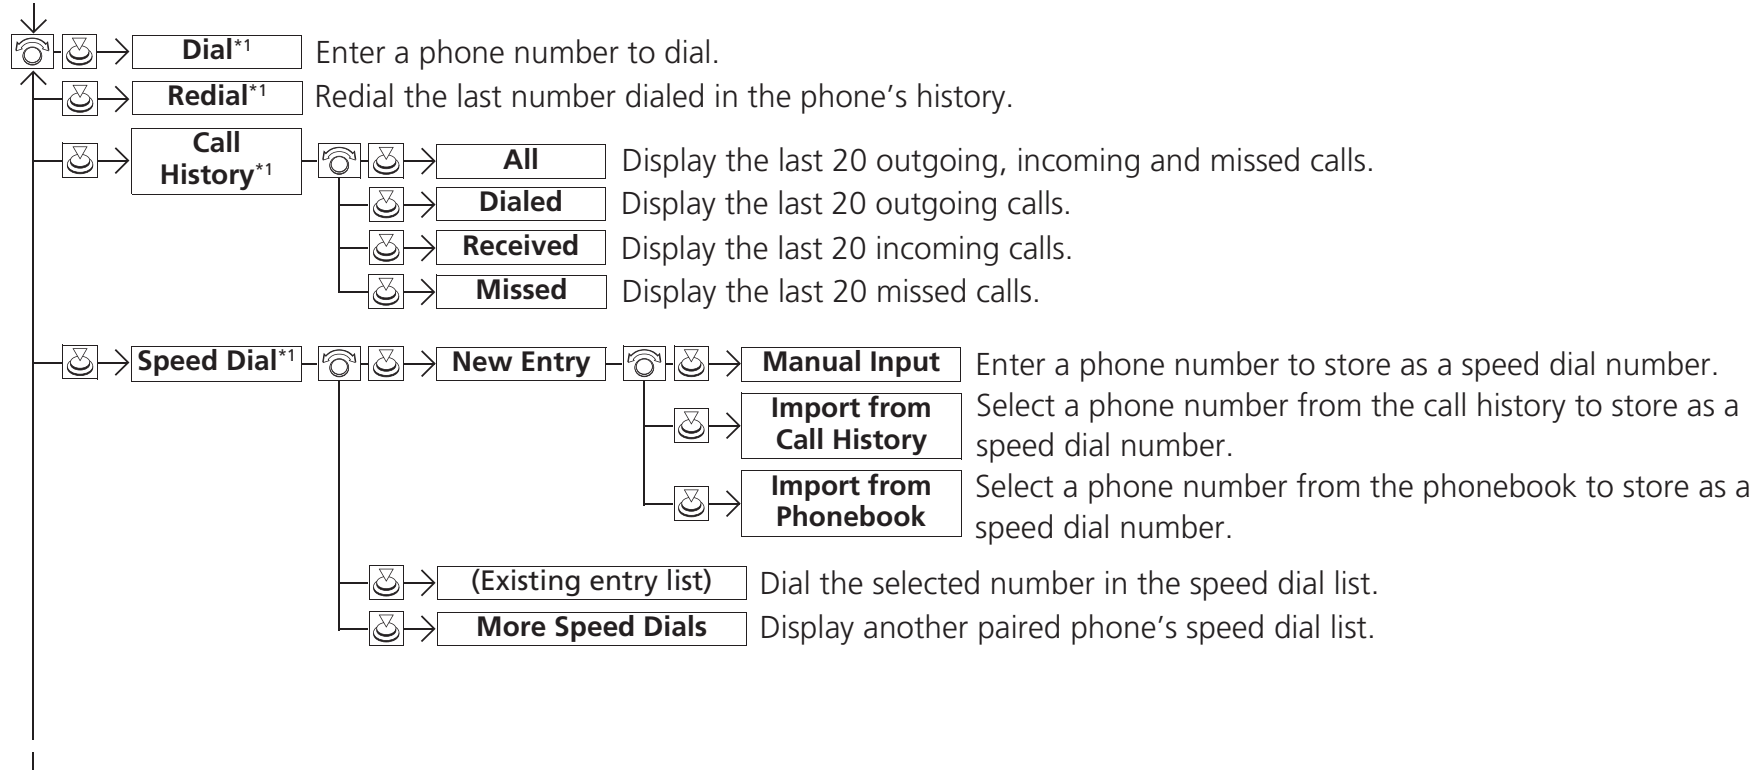 Dial*1 Enter a phone number to dial.
Redial*1 Redial the last number dialed in the phone’s history.
Call
History*1
All Display the last 20 outgoing, incoming and missed calls.
Dialed Display the last 20 outgoing calls.
Received Display the last 20 incoming calls.
Missed Display the last 20 missed calls.
Speed Dial*1 New Entry Manual Input Enter a phone number to store as a speed dial number.
Import from
Call History
Select a phone number from the call history to store as a
speed dial number.
Import from
Phonebook
Select a phone number from the phonebook to store as a
speed dial number.
(Existing entry list) Dial the selected number in the speed dial list.
More Speed Dials Display another paired phone’s speed dial list.